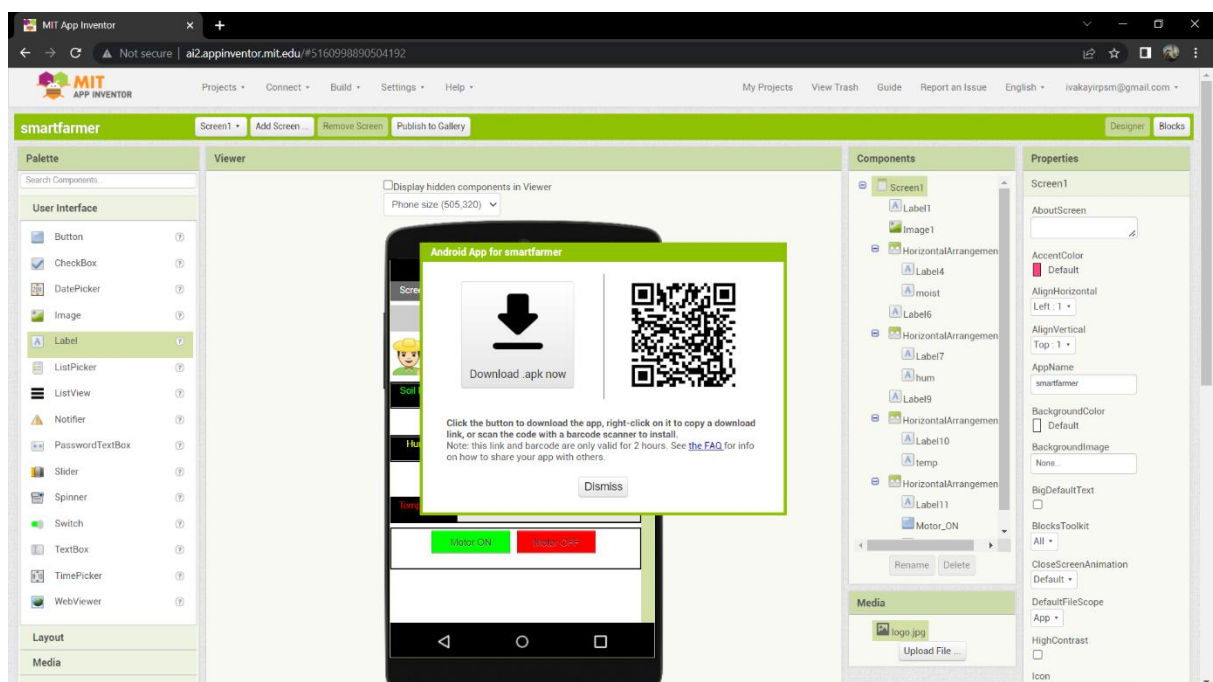 MIT App Inventor
Not secure | ai2.appinventor.mit.edu/#5160998890504192
MIT
APP INVENTOR
Projects Connect Build Settings Help My Projects View Trash Guide Report an Issue English ivakayirpsm@gmail.com
smartfarmer Screen1 Add Screen ... Remove Screen Publish to Gallery Designer Blocks
Palette
Search Components...
User Interface
Button
CheckBox
DatePicker
Image
Label
ListPicker
ListView
Notifier
PasswordTextBox
Slider
Spinner
Switch
TextBox
TimePicker
WebViewer
Layout
Media
Viewer
Display hidden components in Viewer
Phone size (505,320)
Android App for smartfarmer
Download .apk now
Click the button to download the app, right-click on it to copy a download
link, or scan the code with a barcode scanner to install.
Note: this link and barcode are only valid for 2 hours. See the FAQ for info
on how to share your app with others.
Dismiss
Soil
Motor ON Motor OFF
Components
Screen1
Label1
Image1
HorizontalArrangemen
Label4
moist
Label6
HorizontalArrangemen
Label7
hum
Label9
HorizontalArrangemen
Label10
temp
HorizontalArrangemen
Label11
Motor_ON
Rename Delete
Media
logo.jpg
Upload File ...
Properties
Screen1
AboutScreen
AccentColor
Default
AlignHorizontal
Left : 1
AlignVertical
Top : 1
AppName
smartfarmer
BackgroundColor
Default
BackgroundImage
None...
BigDefaultText
BlocksToolkit
All
CloseScreenAnimation
Default
DefaultFileScope
App
HighContrast
Icon